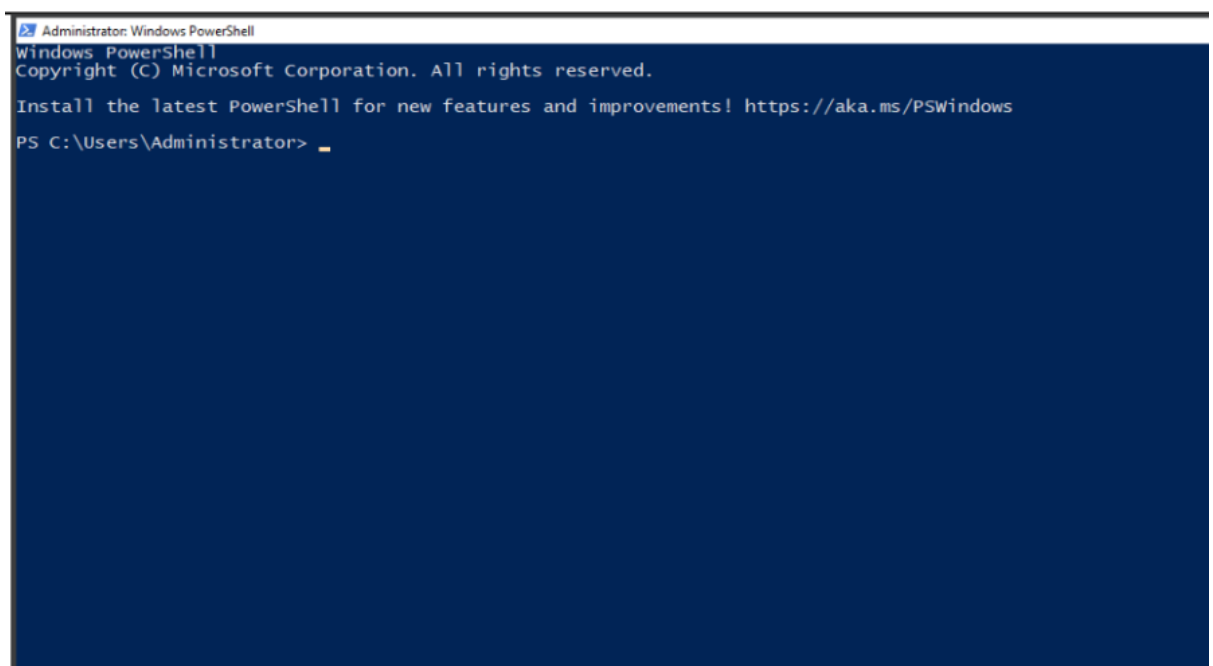 Administrator: Windows PowerShell
Windows PowerShell
Copyright (C) Microsoft Corporation. All rights reserved.
Install the latest PowerShell for new features and improvements! https://aka.ms/PSWindows
PS C:\Users\Administrator> _